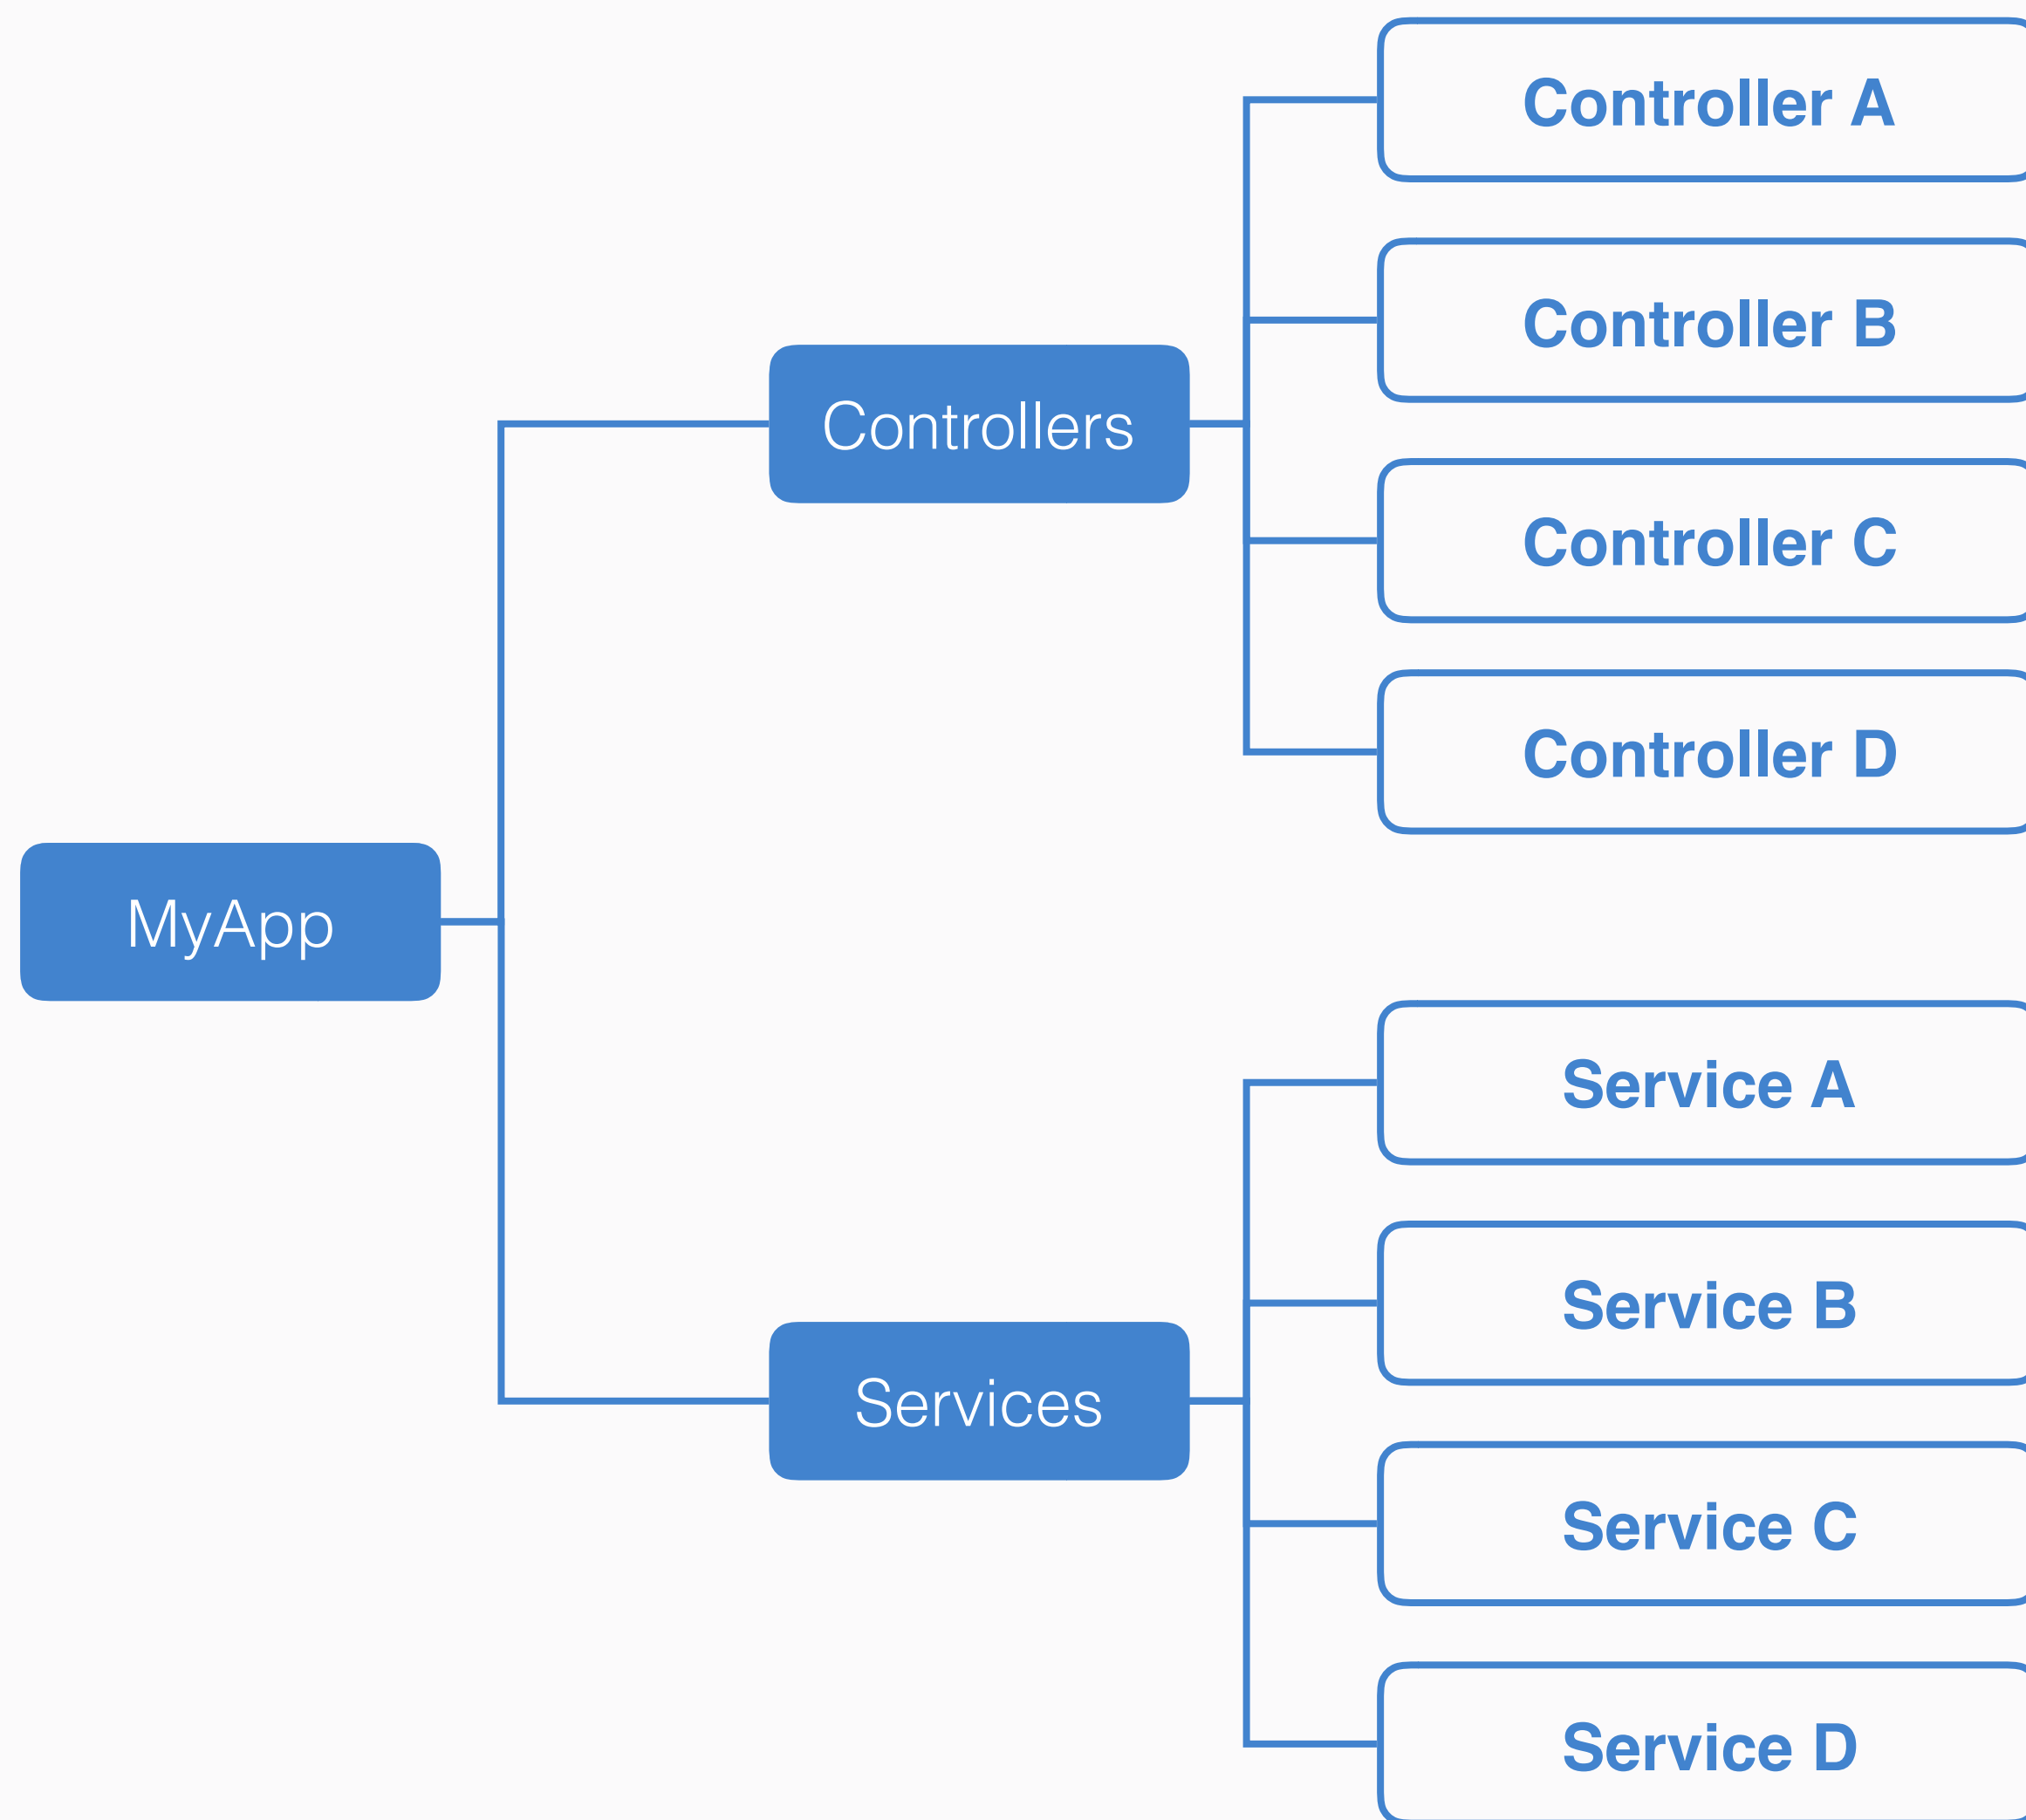 Controller A
Controller B
Controllers
Controller C
Controller D
MyApp
Service A
Service B
Services
Service C
Service D